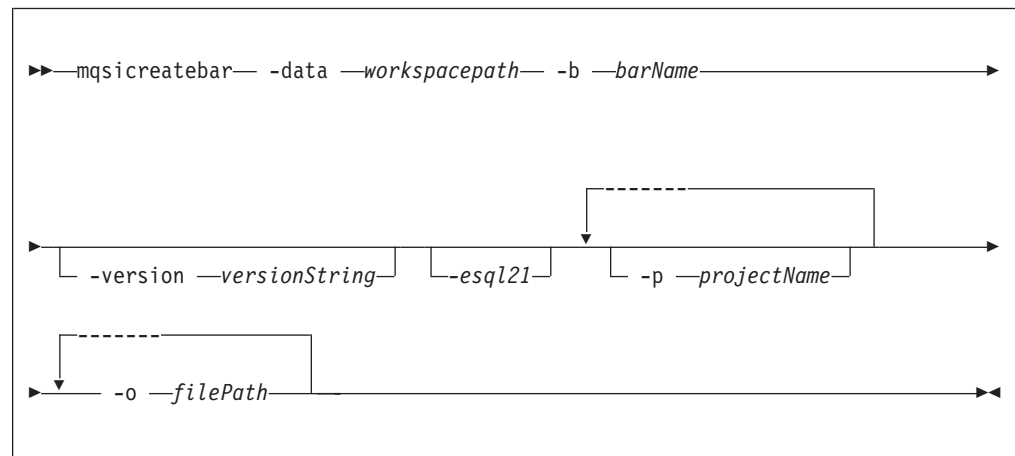 mqsicreatebar -data workspacepath -b barName
-version versionString -esql21 -p projectName
-o filePath